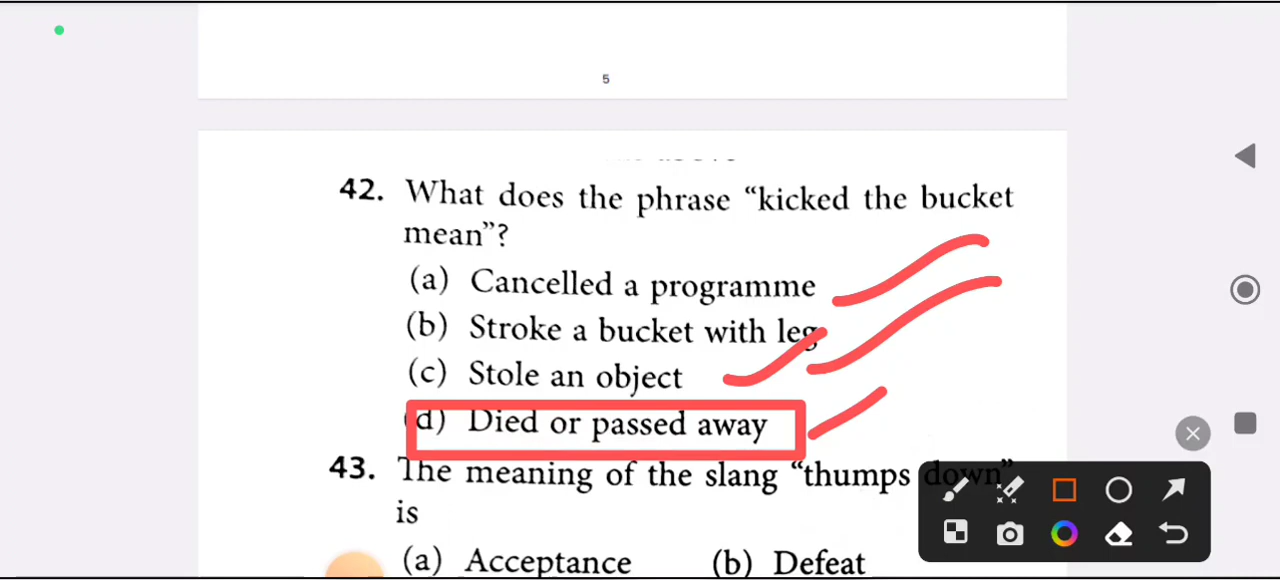 5
42. What does the phrase “kicked the bucket
mean”?
(a) Cancelled a programme
(b) Stroke a bucket with leg
(c) Stole an object
(d) Died or passed away
43. The meaning of the slang “thumps down”
is
(a) Acceptance (b) Defeat